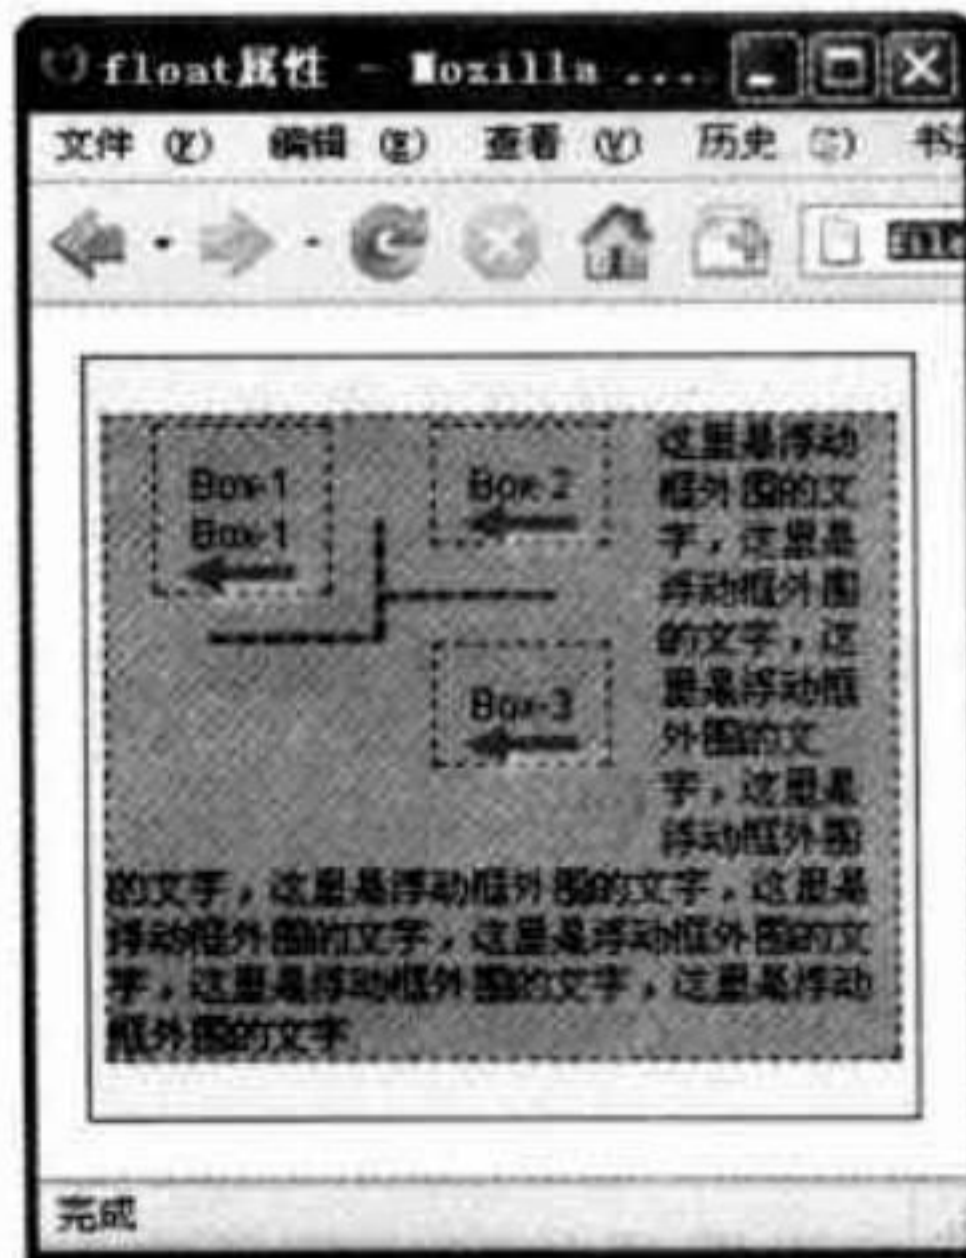 float属性 - Mozilla ...
文件 (F) 编辑 (E) 查看 (V) 历史 (S) 书
Box-1
Box-1
Box-2
Box-3
这里是浮动
框外围的文
字，这里是
浮动框外围
的文字，这
里是浮动框
外围的文
字，这里是
浮动框外围
的文字，这里是浮动框外围的文字，这里是
浮动框外围的文字，这里是浮动框外围的文
字，这里是浮动框外围的文字，这里是浮动
框外围的文字
完成